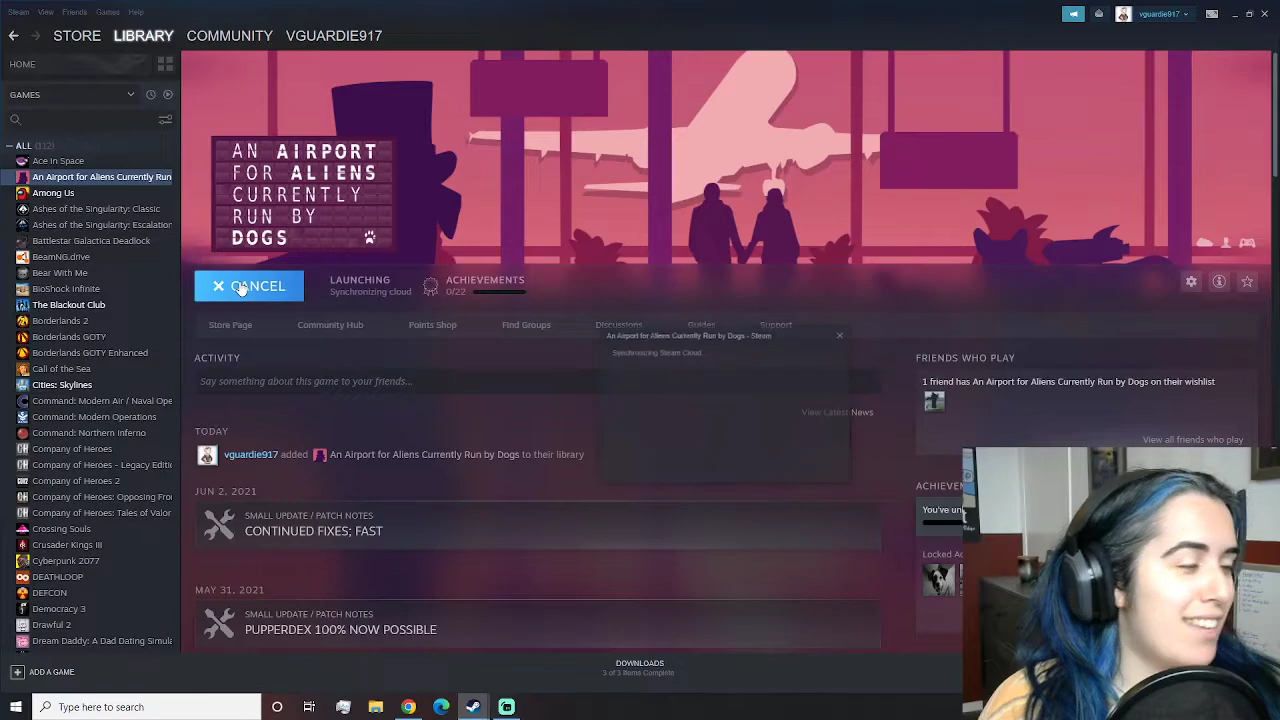 Steam View Friends Games Help
vguardie917
STORE LIBRARY COMMUNITY VGUARDIE917
HOME
GAMES
ALL (312)
Ace In Space
An Airport for Aliens Currently Run
Among Us
Ashes of the Singularity: Classic
Ashes of the Singularity: Escalation
Battlestar Galactica Deadlock
BeamNG.drive
Bear With Me
BioShock Infinite
The Blackout Club
Borderlands 2
Borderlands GOTY
Borderlands GOTY Enhanced
Call of the Sea
Cities: Skylines
Command: Modern Air / Naval Ope
Command: Modern Operations
Command: Northern Inferno
Company of Heroes
Company of Heroes - Legacy Editi
Company of Heroes 2
Company of Heroes: Opposing Fron
Company of Heroes: Tales of Valor
Crossing Souls
Crusader Kings III
Cyberpunk 2077
DEATHLOOP
DEFCON
Democracy 3
Drawful 2
Dream Daddy: A Dad Dating Simula
ADD A GAME
AN AIRPORT
FOR ALIENS
CURRENTLY
RUN BY
DOGS
CANCEL
LAUNCHING
Synchronizing cloud
ACHIEVEMENTS
0/22
Store Page Community Hub Points Shop Find Groups Discussions Guides Support
An Airport for Aliens Currently Run by Dogs - Steam
Synchronizing Steam Cloud...
ACTIVITY
Say something about this game to your friends...
View Latest News
TODAY
vguardie917 added An Airport for Aliens Currently Run by Dogs to their library
JUN 2, 2021
SMALL UPDATE / PATCH NOTES
CONTINUED FIXES; FAST
MAY 31, 2021
SMALL UPDATE / PATCH NOTES
PUPPERDEX 100% NOW POSSIBLE
FRIENDS WHO PLAY
1 friend has An Airport for Aliens Currently Run by Dogs on their wishlist
View all friends who play
ACHIEVEM
You've un
Locked Ac
DOWNLOADS
3 of 3 Items Complete
Type here to search